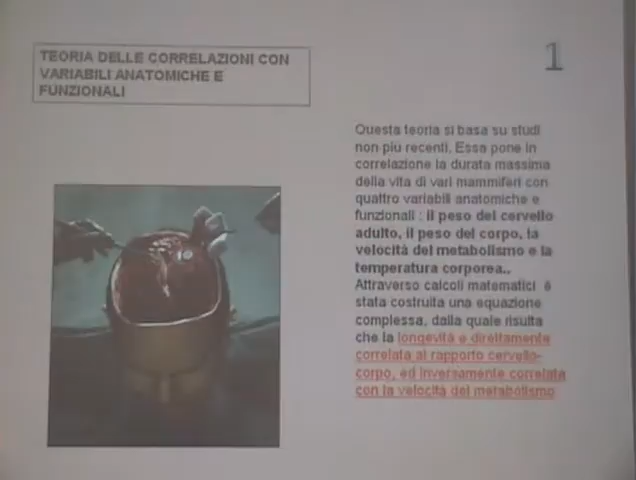 TEORIA DELLE CORRELAZIONI CON
VARIABILI ANATOMICHE E
FUNZIONALI
1
Questa teoria si basa su studi
non piu recenti. Essa pone in
correlazione la durata massima
della vita di vari mammiferi con
quattro variabili anatomiche e
funzionali : il peso del cervello
adulto, il peso del corpo, la
velocità del metabolismo e la
temperatura corporea..
Attraverso calcoli matematici è
stata costruita una equazione
complessa, dalla quale risulta
che la longevità e direttamente
correlata al rapporto cervello-
corpo, ed inversamente correlata
con la velocità del metabolismo